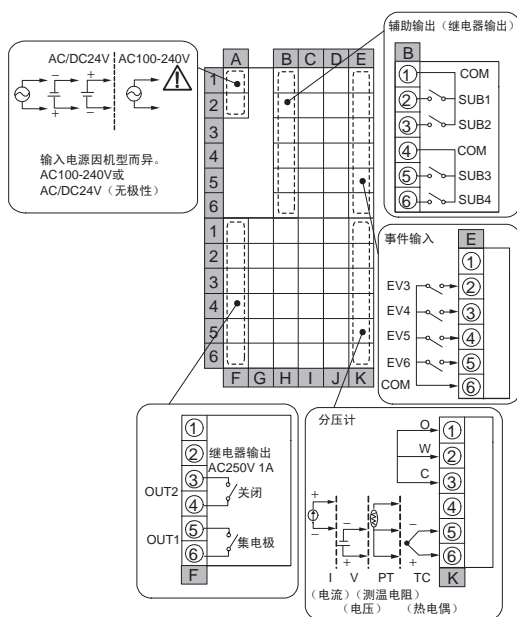 AC/DC24V AC100-240V
输入电源因机型而异。
AC100-240V或
AC/DC24V（无极性）
A B C D E
1
2
3
4
5
6
1
2
3
4
5
6
F G H I J K
辅助输出（继电器输出）
B
① COM
② SUB1
③ SUB2
④ COM
⑤ SUB3
⑥ SUB4
事件输入
E
①
EV3 ②
EV4 ③
EV5 ④
EV6 ⑤
COM ⑥
①
②
继电器输出
AC250V 1A
③
OUT2 关闭
④
⑤
OUT1 集电极
⑥
F
分压计
O ①
W ②
C ③
④
⑤
⑥
+ - + - + - - +
I V PT TC K
（电流）（测温电阻）
（电压） （热电偶）